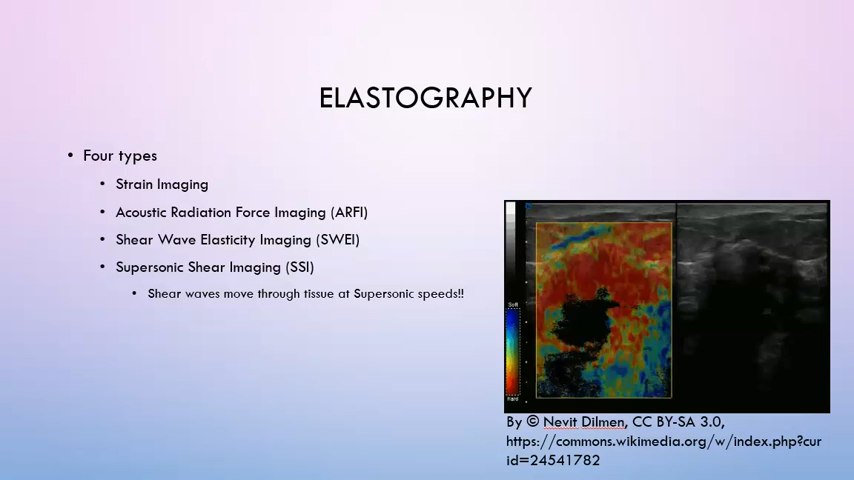 ELASTOGRAPHY
• Four types
• Strain Imaging
• Acoustic Radiation Force Imaging (ARFI)
• Shear Wave Elasticity Imaging (SWEI)
• Supersonic Shear Imaging (SSI)
• Shear waves move through tissue at Supersonic speeds!!
Soft
Hard
By © Nevit Dilmen, CC BY-SA 3.0,
https://commons.wikimedia.org/w/index.php?cur
id=24541782